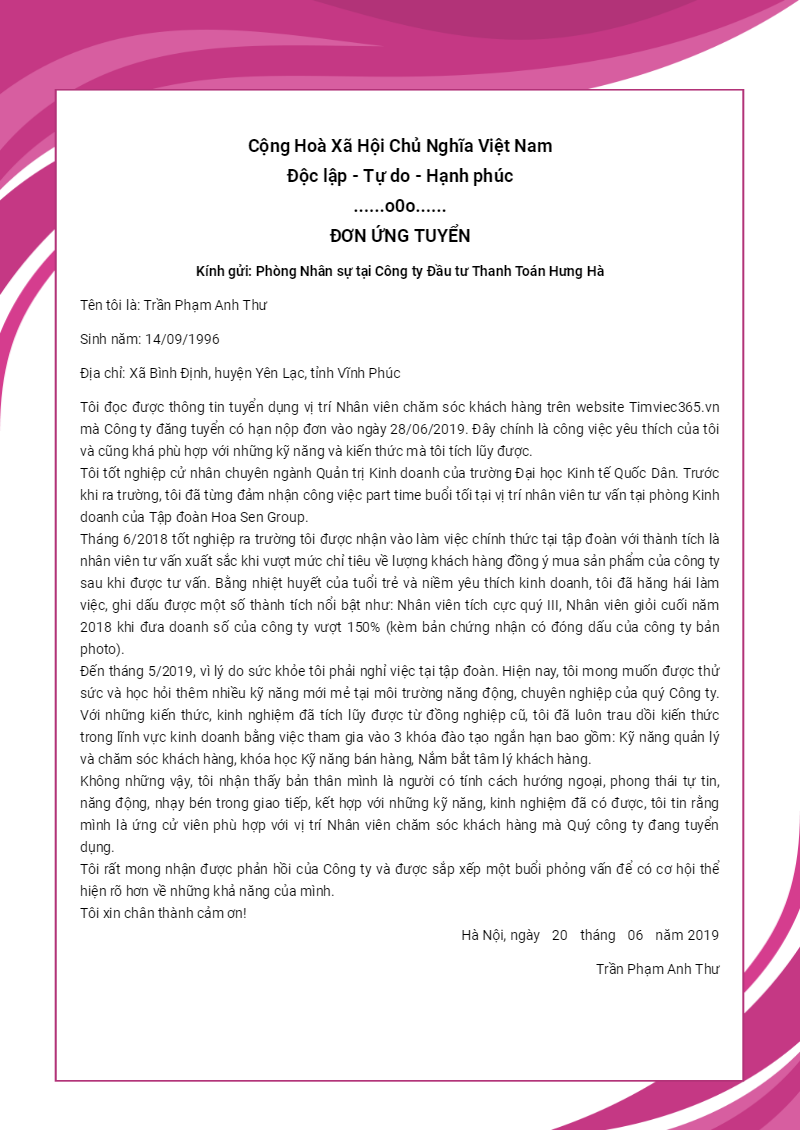 Cộng Hoà Xã Hội Chủ Nghĩa Việt Nam
Độc lập - Tự do - Hạnh phúc
......o0o......
ĐƠN ỨNG TUYỂN
Kính gửi: Phòng Nhân sự tại Công ty Đầu tư Thanh Toán Hưng Hà
Tên tôi là: Trần Phạm Anh Thư
Sinh năm: 14/09/1996
Địa chỉ: Xã Bình Định, huyện Yên Lạc, tỉnh Vĩnh Phúc
Tôi đọc được thông tin tuyển dụng vị trí Nhân viên chăm sóc khách hàng trên website Timviec365.vn
mà Công ty đăng tuyển có hạn nộp đơn vào ngày 28/06/2019. Đây chính là công việc yêu thích của tôi
và cũng khá phù hợp với những kỹ năng và kiến thức mà tôi tích lũy được.
Tôi tốt nghiệp cử nhân chuyên ngành Quản trị Kinh doanh của trường Đại học Kinh tế Quốc Dân. Trước
khi ra trường, tôi đã từng đảm nhận công việc part time buổi tối tại vị trí nhân viên tư vấn tại phòng Kinh
doanh của Tập đoàn Hoa Sen Group.
Tháng 6/2018 tốt nghiệp ra trường tôi được nhận vào làm việc chính thức tại tập đoàn với thành tích là
nhân viên tư vấn xuất sắc khi vượt mức chỉ tiêu về lượng khách hàng đồng ý mua sản phẩm của công ty
sau khi được tư vấn. Bằng nhiệt huyết của tuổi trẻ và niềm yêu thích kinh doanh, tôi đã hăng hái làm
việc, ghi dấu được một số thành tích nổi bật như: Nhân viên tích cực quý III, Nhân viên giỏi cuối năm
2018 khi đưa doanh số của công ty vượt 150% (kèm bản chứng nhận có đóng dấu của công ty bản
photo).
Đến tháng 5/2019, vì lý do sức khỏe tôi phải nghỉ việc tại tập đoàn. Hiện nay, tôi mong muốn được thử
sức và học hỏi thêm nhiều kỹ năng mới mẻ tại môi trường năng động, chuyên nghiệp của quý Công ty.
Với những kiến thức, kinh nghiệm đã tích lũy được từ đồng nghiệp cũ, tôi đã luôn trau dồi kiến thức
trong lĩnh vực kinh doanh bằng việc tham gia vào 3 khóa đào tạo ngắn hạn bao gồm: Kỹ năng quản lý
và chăm sóc khách hàng, khóa học Kỹ năng bán hàng, Nắm bắt tâm lý khách hàng.
Không những vậy, tôi nhận thấy bản thân mình là người có tính cách hướng ngoại, phong thái tự tin,
năng động, nhạy bén trong giao tiếp, kết hợp với những kỹ năng, kinh nghiệm đã có được, tôi tin rằng
mình là ứng cử viên phù hợp với vị trí Nhân viên chăm sóc khách hàng mà Quý công ty đang tuyển
dụng.
Tôi rất mong nhận được phản hồi của Công ty và được sắp xếp một buổi phỏng vấn để có cơ hội thể
hiện rõ hơn về những khả năng của mình.
Tôi xin chân thành cảm ơn!
Hà Nội, ngày 20 tháng 06 năm 2019
Trần Phạm Anh Thư